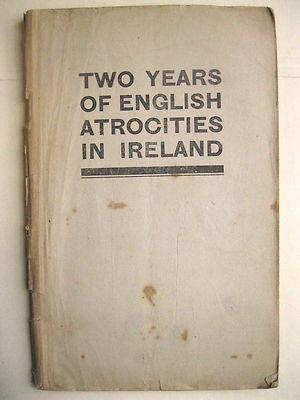 TWO YEARS
OF ENGLISH
ATROCITIES
IN IRELAND